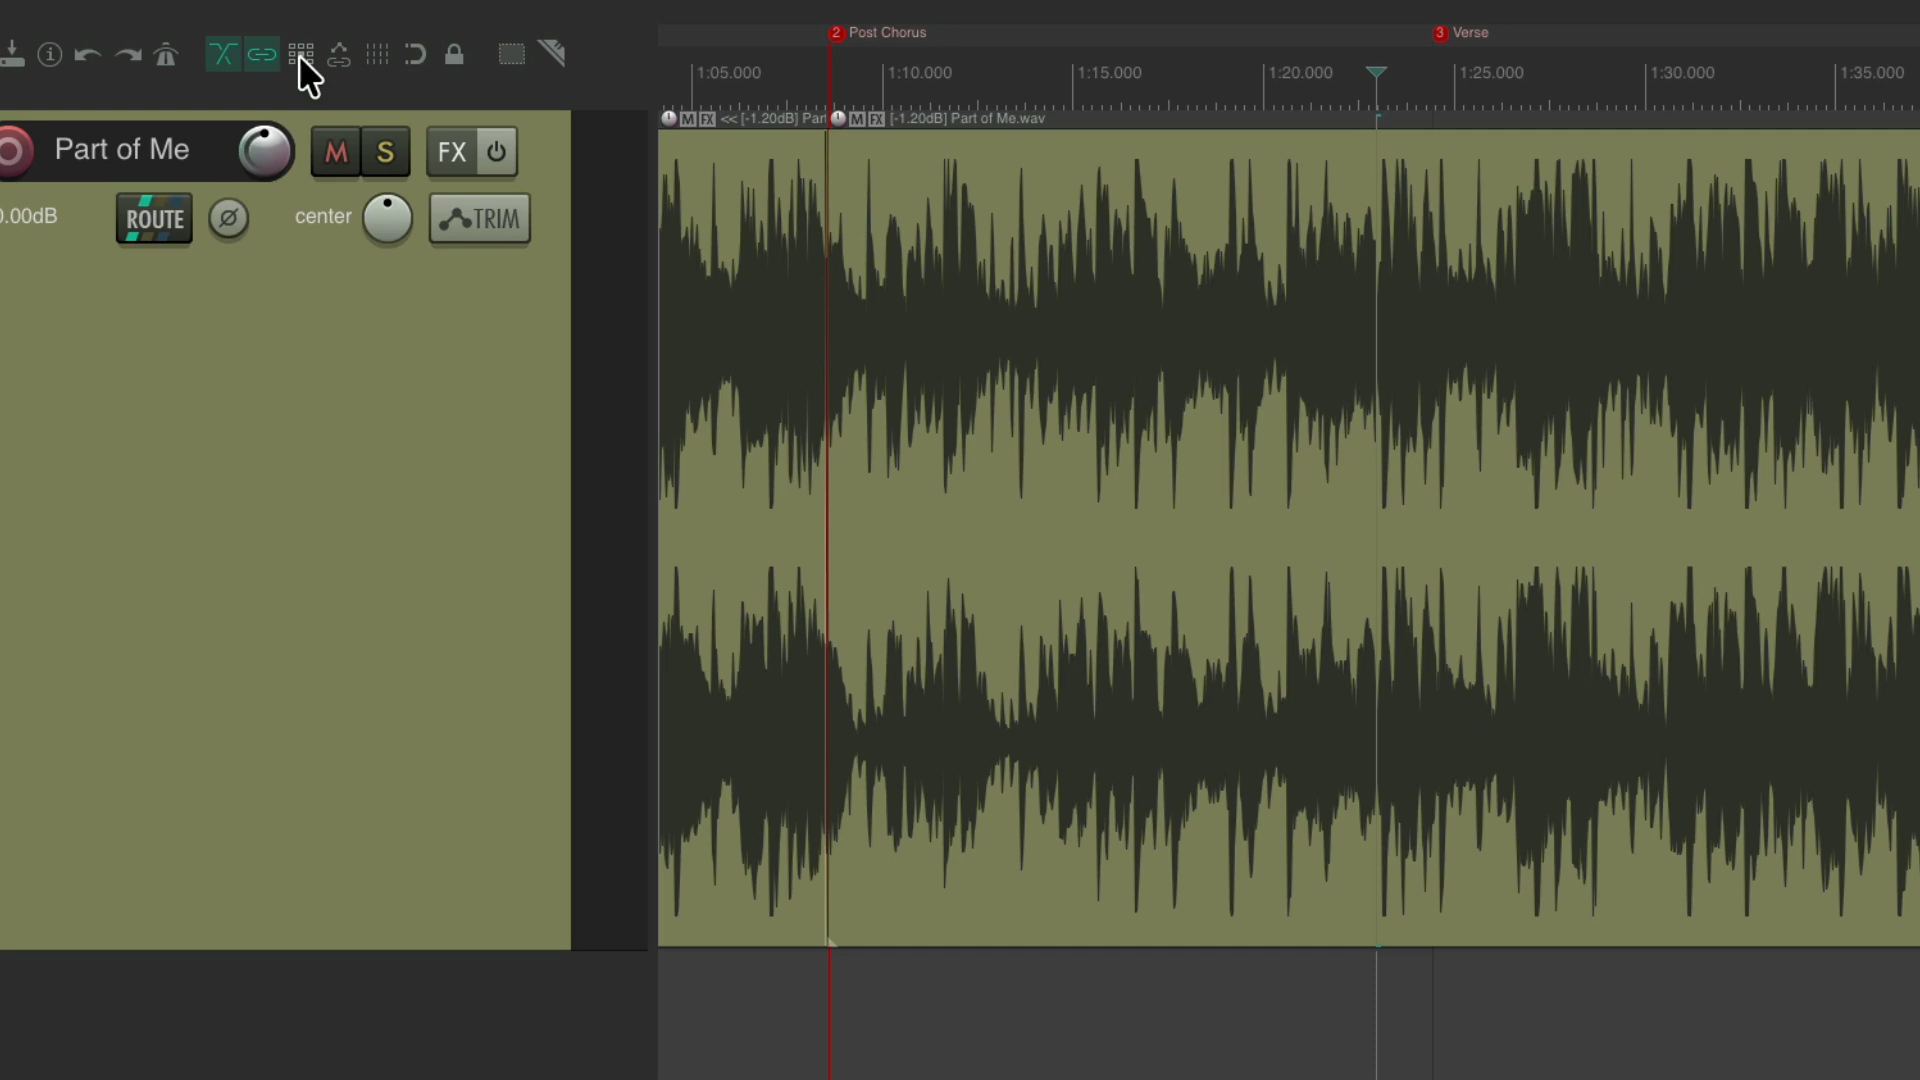 2 Post Chorus
3 Verse
1:05.000
1:10.000
1:15.000
1:20.000
1:25.000
1:30.000
1:35.000
M FX << [-1.20dB] Part
M FX [-1.20dB] Part of Me.wav
Part of Me
M
S
FX
0.00dB
ROUTE
center
TRIM